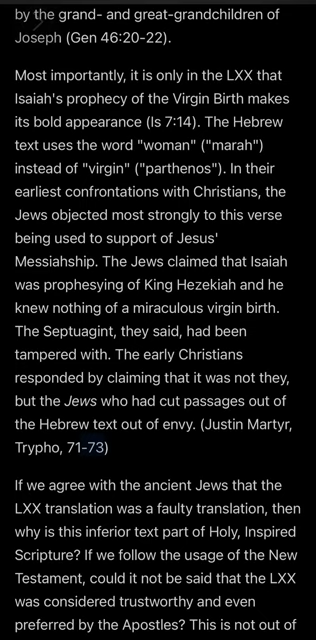 by the grand- and great-grandchildren of
Joseph (Gen 46:20-22).
Most importantly, it is only in the LXX that
Isaiah's prophecy of the Virgin Birth makes
its bold appearance (Is 7:14). The Hebrew
text uses the word "woman" ("marah")
instead of "virgin" ("parthenos"). In their
earliest confrontations with Christians, the
Jews objected most strongly to this verse
being used to support of Jesus'
Messiahship. The Jews claimed that Isaiah
was prophesying of King Hezekiah and he
knew nothing of a miraculous virgin birth.
The Septuagint, they said, had been
tampered with. The early Christians
responded by claiming that it was not they,
but the Jews who had cut passages out of
the Hebrew text out of envy. (Justin Martyr,
Trypho, 71-73)
If we agree with the ancient Jews that the
LXX translation was a faulty translation, then
why is this inferior text part of Holy, Inspired
Scripture? If we follow the usage of the New
Testament, could it not be said that the LXX
was considered trustworthy and even
preferred by the Apostles? This is not out of